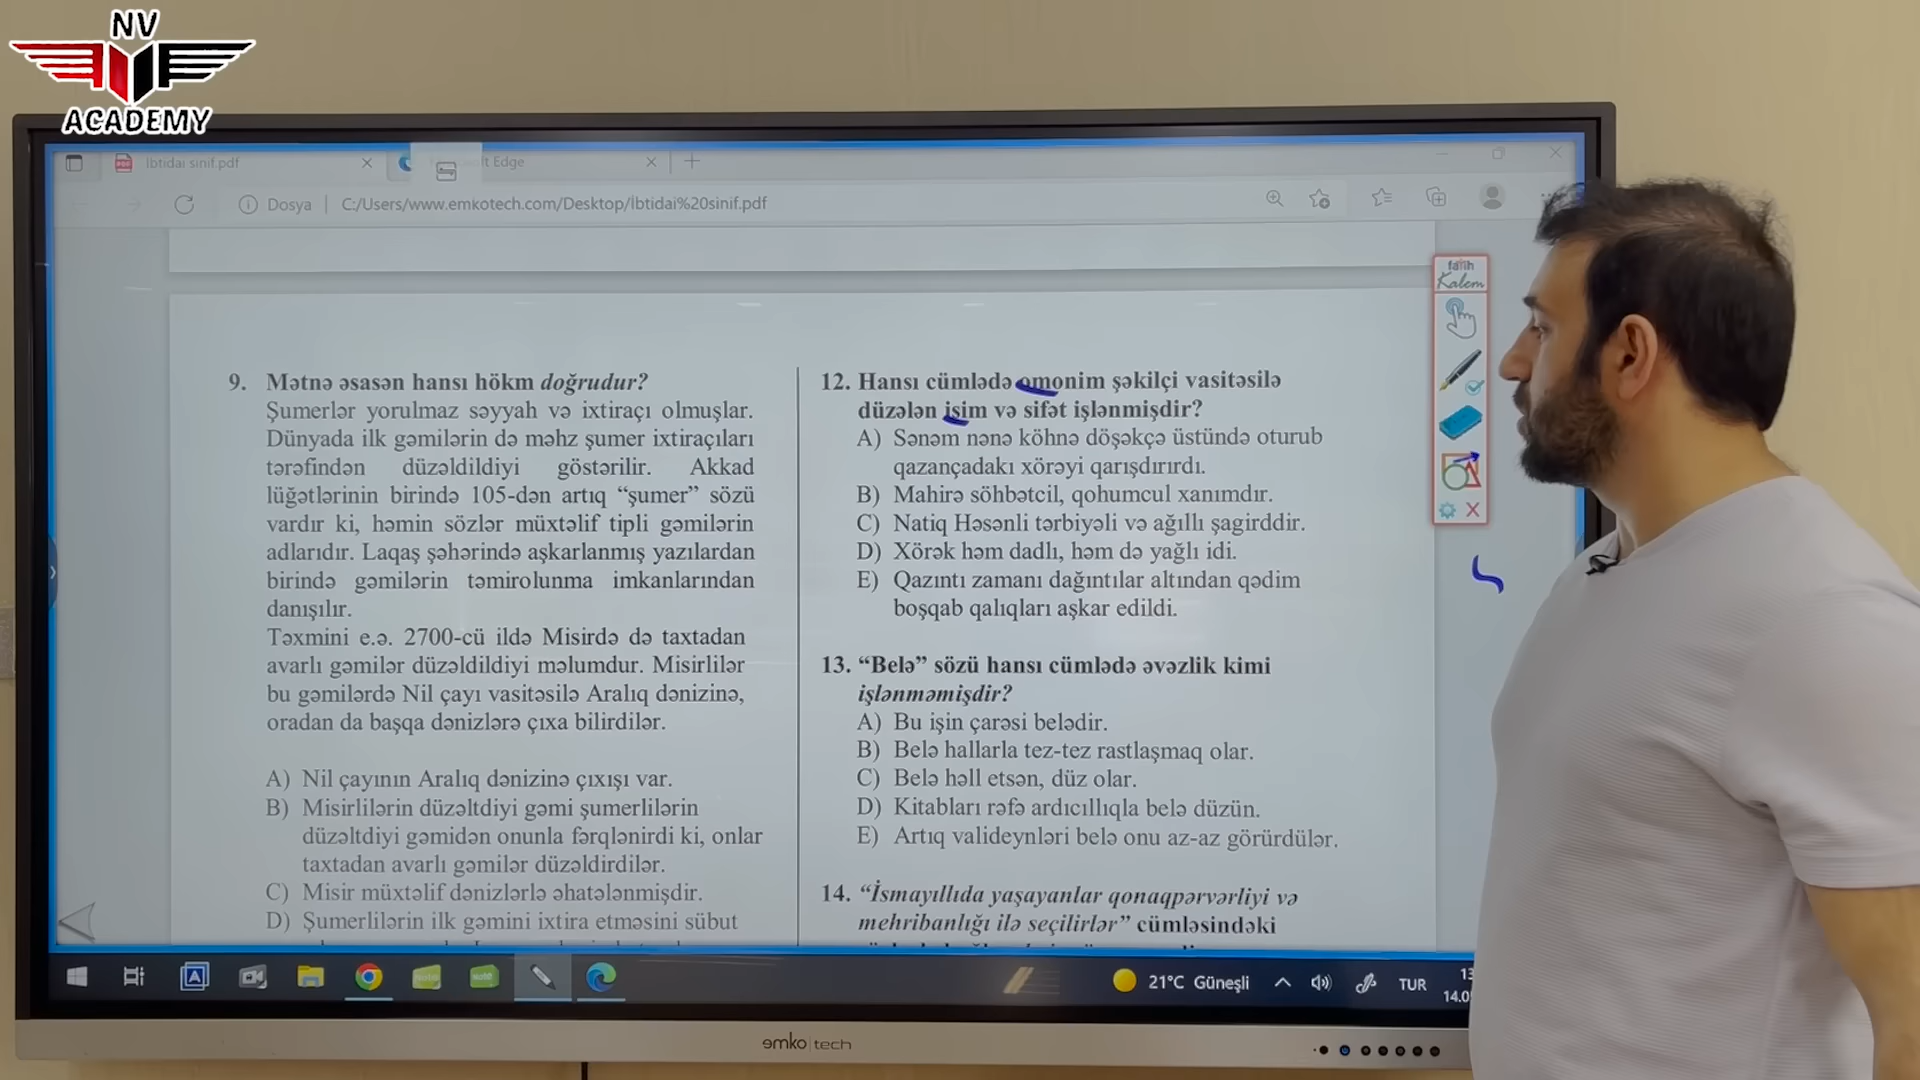 NV
ACADEMY
İbtidai sinif.pdf
ft Edge
Dosya
C:/Users/www.emkotech.com/Desktop/İbtidai%20sinif.pdf
fatih
Kalem
9. Mətnə əsasən hansı hökm doğrudur?
Şumerlər yorulmaz səyyah və ixtiraçı olmuşlar.
Dünyada ilk gəmilərin də məhz şumer ixtiraçıları
tərəfindən düzəldildiyi göstərilir. Akkad
lüğətlərinin birində 105-dən artıq “şumer” sözü
vardır ki, həmin sözlər müxtəlif tipli gəmilərin
adlarıdır. Laqaş şəhərində aşkarlanmış yazılardan
birində gəmilərin təmirolunma imkanlarından
danışılır.
Təxmini e.ə. 2700-cü ildə Misirdə də taxtadan
avarlı gəmilər düzəldildiyi məlumdur. Misirlilər
bu gəmilərdə Nil çayı vasitəsilə Aralıq dənizinə,
oradan da başqa dənizlərə çıxa bilirdilər.
A) Nil çayının Aralıq dənizinə çıxışı var.
B) Misirlilərin düzəltdiyi gəmi şumerlilərin
düzəltdiyi gəmidən onunla fərqlənirdi ki, onlar
taxtadan avarlı gəmilər düzəldirdilər.
C) Misir müxtəlif dənizlərlə əhatələnmişdir.
D) Şumerlilərin ilk gəmini ixtira etməsini sübut
12. Hansı cümlədə omonim şəkilçi vasitəsilə
düzələn isim və sifət işlənmişdir?
A) Sənəm nənə köhnə döşəkçə üstündə oturub
qazançadakı xörəyi qarışdırırdı.
B) Mahirə söhbətcil, qohumcul xanımdır.
C) Natiq Həsənli tərbiyəli və ağıllı şagirddir.
D) Xörək həm dadlı, həm də yağlı idi.
E) Qazıntı zamanı dağıntılar altından qədim
boşqab qalıqları aşkar edildi.
13. “Belə” sözü hansı cümlədə əvəzlik kimi
işlənməmişdir?
A) Bu işin çarəsi belədir.
B) Belə hallarla tez-tez rastlaşmaq olar.
C) Belə həll etsən, düz olar.
D) Kitabları rəfə ardıcıllıqla belə düzün.
E) Artıq valideynləri belə onu az-az görürdülər.
14. “İsmayıllıda yaşayanlar qonaqpərvərliyi və
mehribanlığı ilə seçilirlər” cümləsindəki
21°C Güneşli
TUR
13
14.0
emko tech